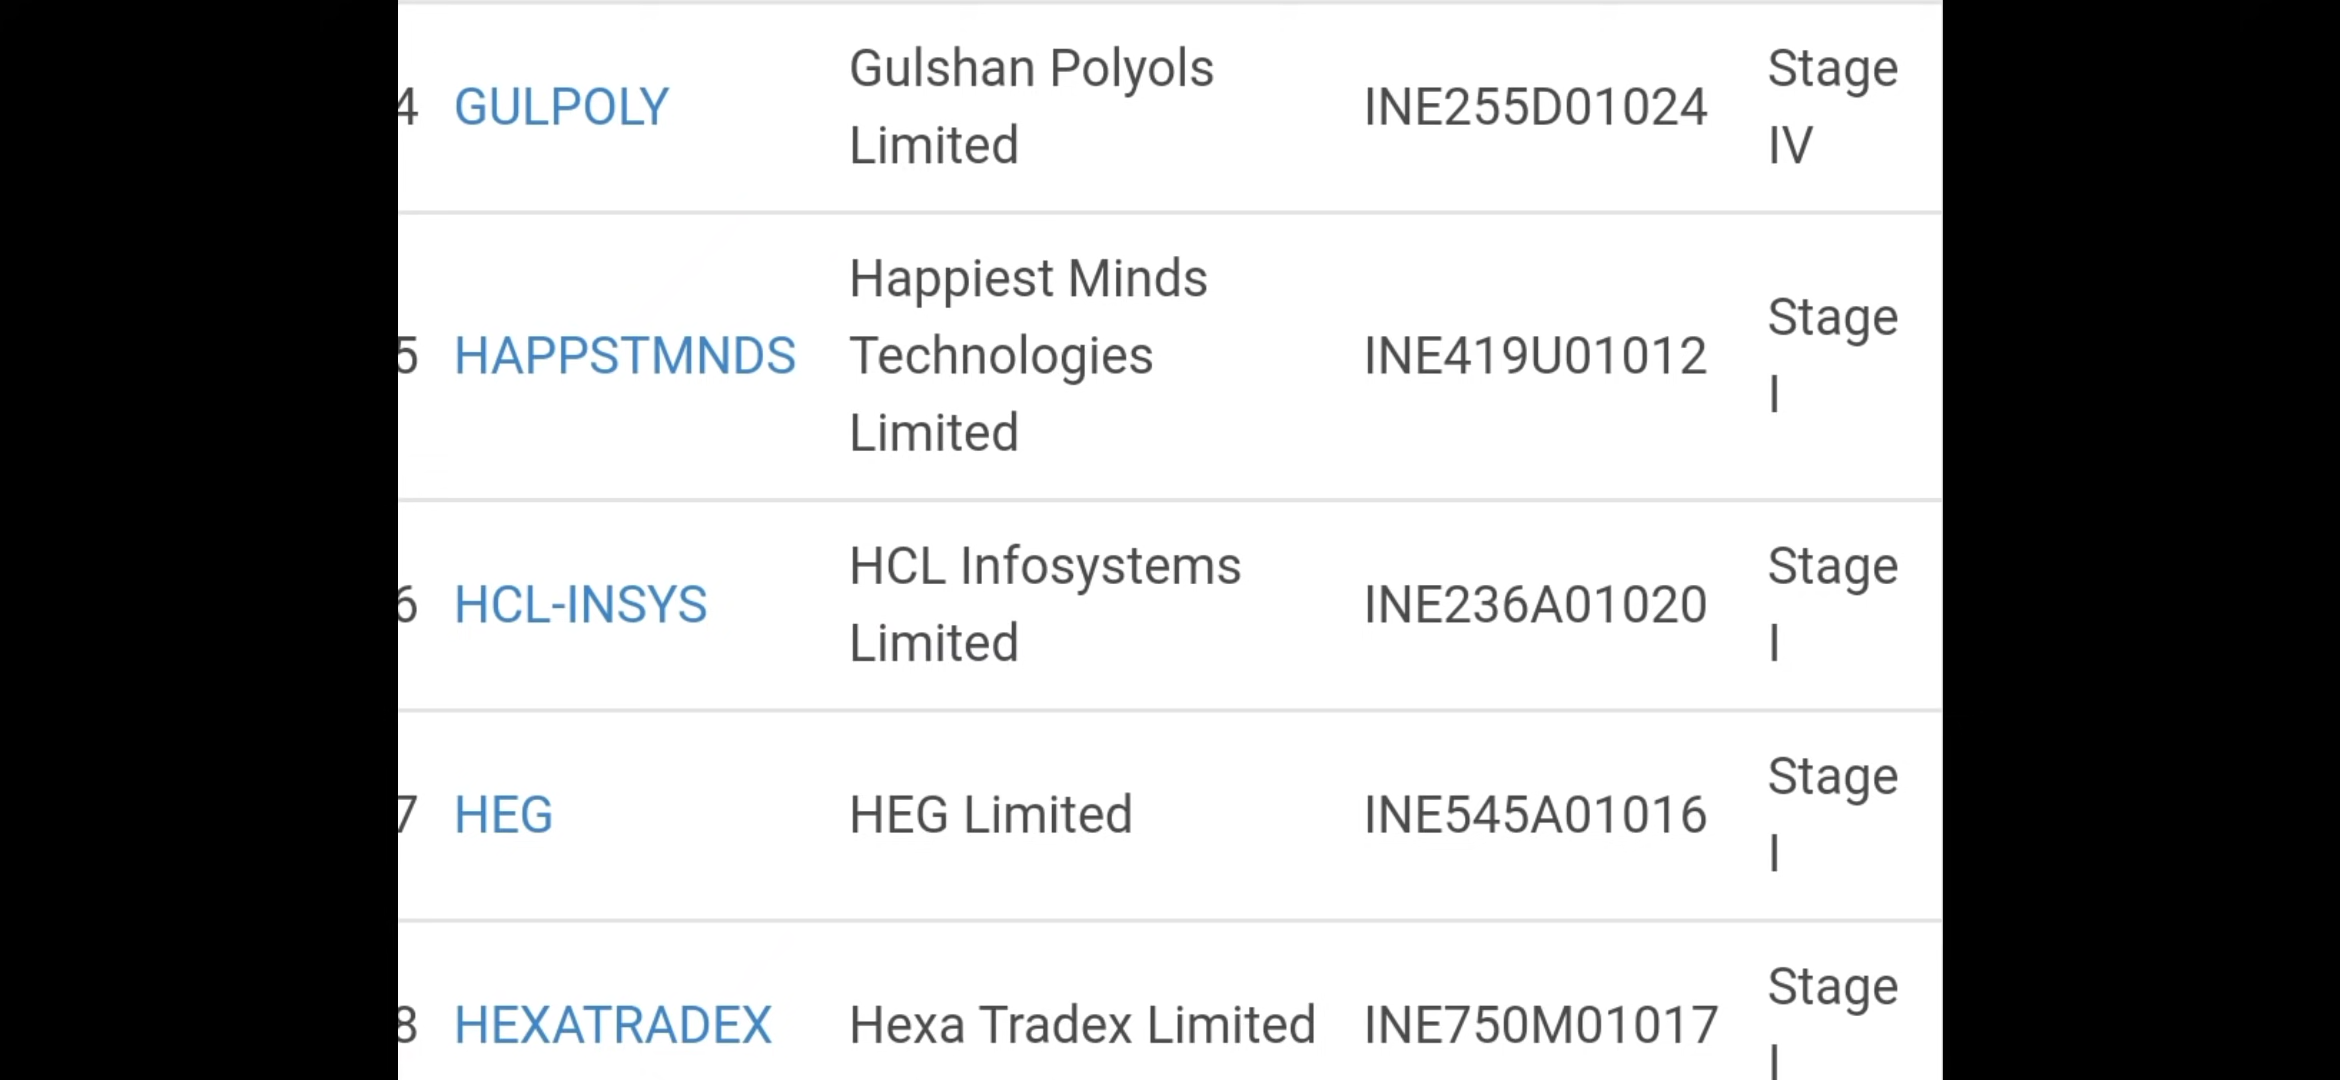 Gulshan Polyols
Stage
4 GULPOLY
INE255D01024
Limited
IV
Happiest Minds
Stage
5 HAPPSTMNDS
Technologies
INE419U01012
I
Limited
HCL Infosystems
Stage
6 HCL-INSYS
INE236A01020
Limited
I
Stage
7 HEG
HEG Limited
INE545A01016
I
Stage
8 HEXATRADEX
Hexa Tradex Limited
INE750M01017
I